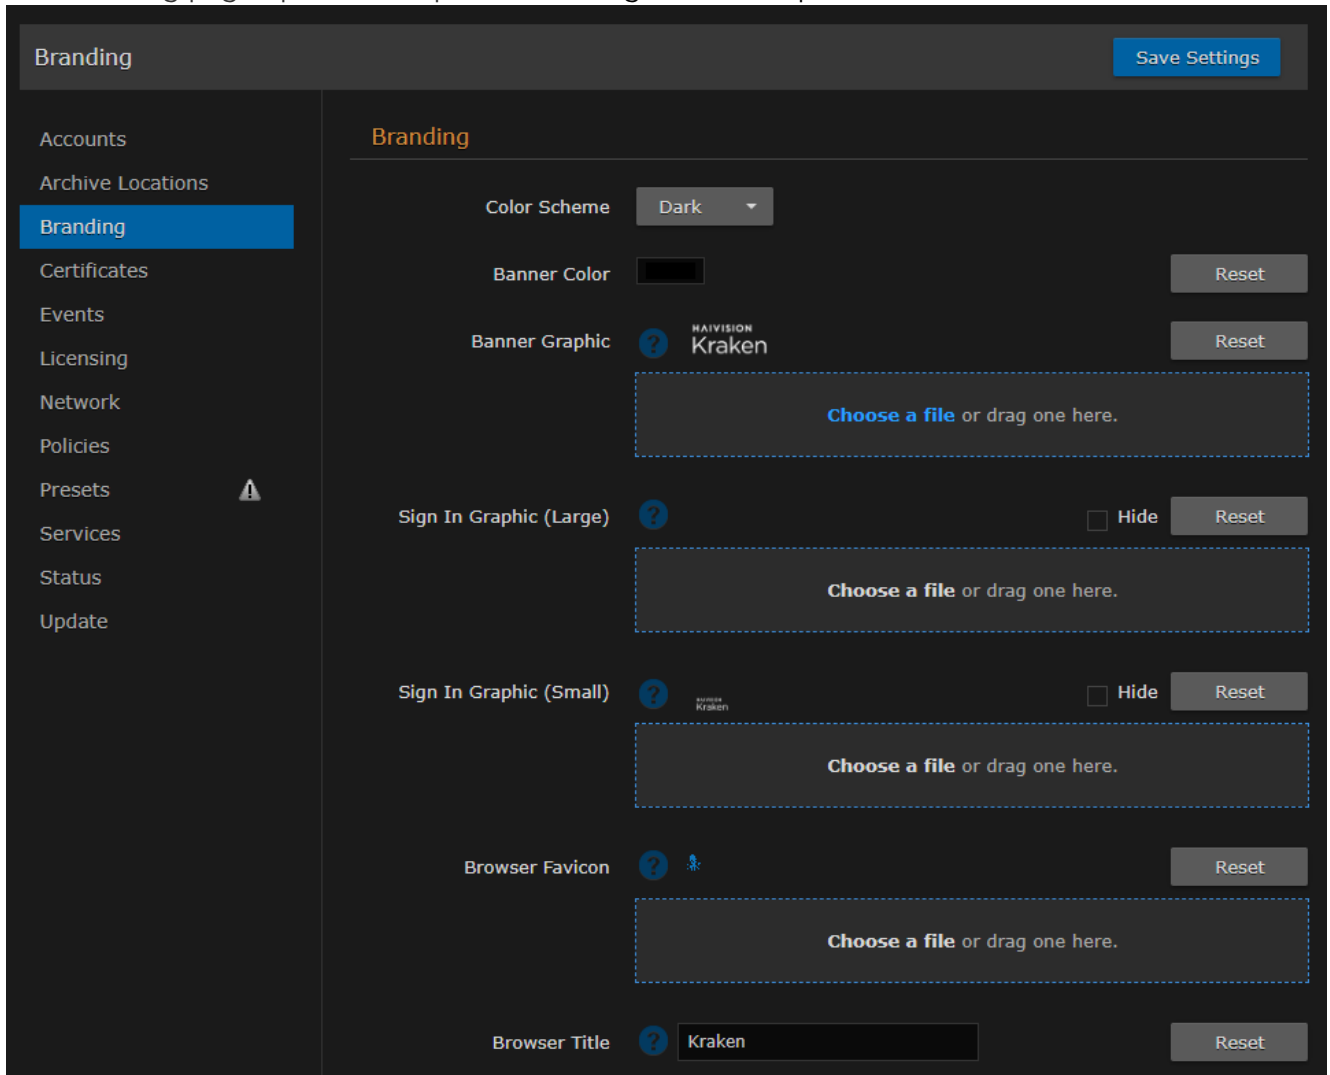 Branding
Save Settings
Accounts
Archive Locations
Branding
Certificates
Events
Licensing
Network
Policies
Presets
Services
Status
Update
Branding
Color Scheme
Dark
Banner Color
Reset
Banner Graphic
?
HAIVISION
Kraken
Reset
Choose a file or drag one here.
Sign In Graphic (Large)
?
Hide
Reset
Choose a file or drag one here.
Sign In Graphic (Small)
?
Kraken
Hide
Reset
Choose a file or drag one here.
Browser Favicon
?
Reset
Choose a file or drag one here.
Browser Title
?
Kraken
Reset